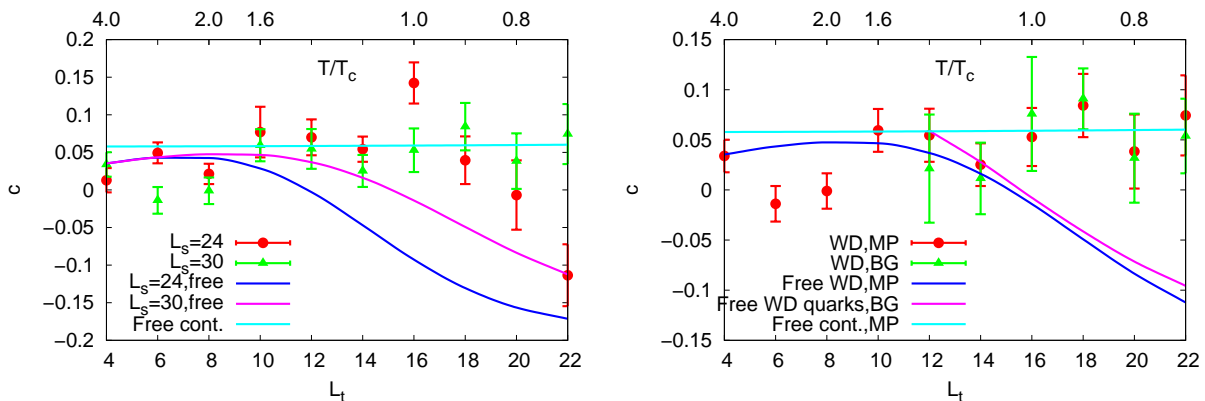 4.0 2.0 1.6 1.0 0.8
T/T_c
0.2
0.15
0.1
0.05
0
−0.05
−0.1
−0.15
−0.2
c
L_s=24
L_s=30
L_s=24,free
L_s=30,free
Free cont.
4 6 8 10 12 14 16 18 20 22
L_t
4.0 2.0 1.6 1.0 0.8
T/T_c
0.15
0.1
0.05
0
−0.05
−0.1
−0.15
c
WD,MP
WD,BG
Free WD,MP
Free WD quarks,BG
Free cont.,MP
4 6 8 10 12 14 16 18 20 22
L_t